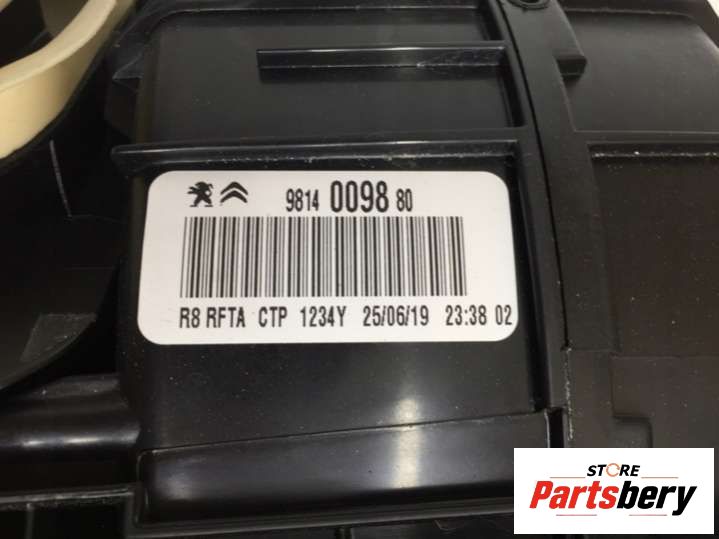 9814 0098 80
R8 RFTA CTP 1234Y 25/06/19 23:38 02
STORE
Partsbery